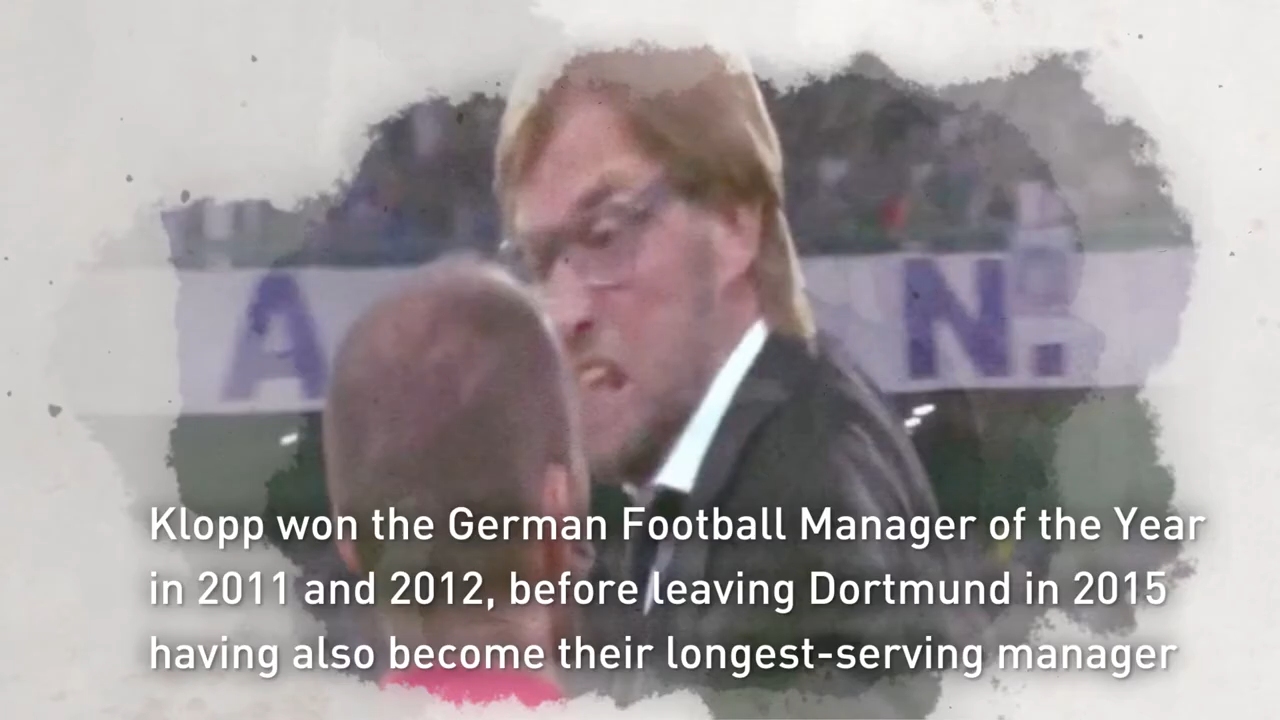 A N.
Klopp won the German Football Manager of the Year
in 2011 and 2012, before leaving Dortmund in 2015
having also become their longest-serving manager